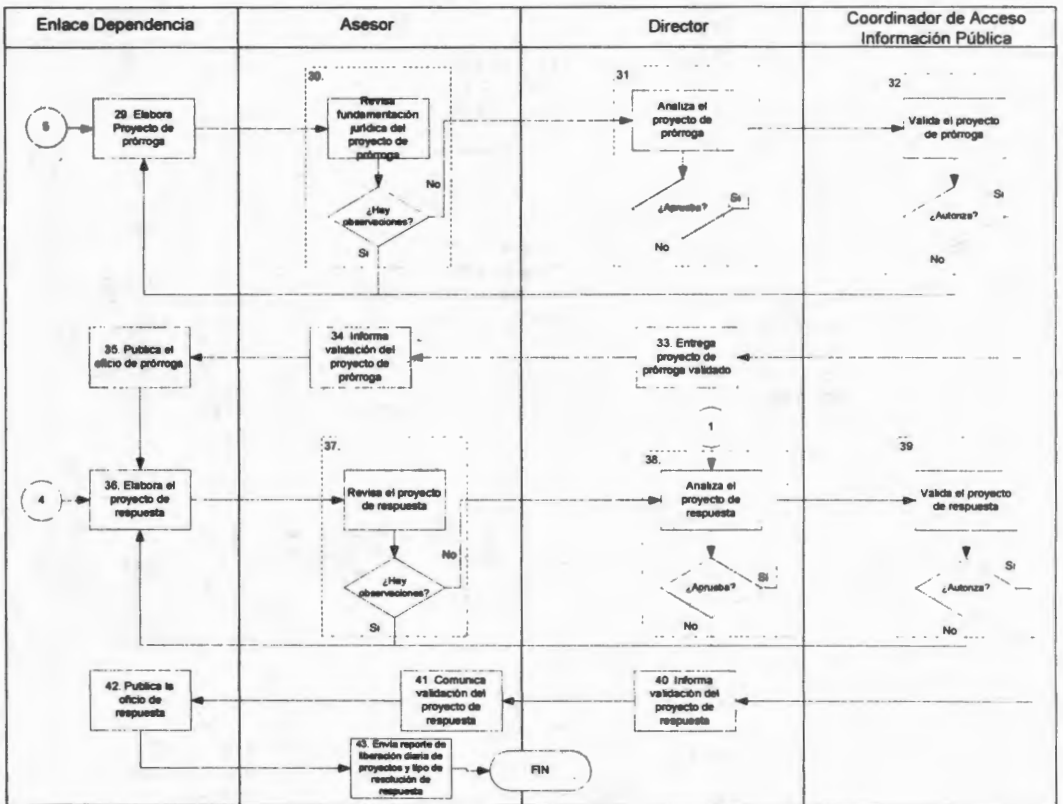 Enlace Dependencia
Asesor
Director
Coordinador de Acceso
Información Pública
5
29 Elabora
Proyecto de
prórroga
30.
Revisa
fundamentación
jurídica del
proyecto de
prórroga
¿Hay
observaciones?
No
Si
31
Analiza el
proyecto de
prórroga
¿Aprueba?
Si
No
32
Valida el proyecto
de prórroga
¿Autoriza?
Si
No
35. Publica el
oficio de prórroga
34 Informa
validación del
proyecto de
prórroga
33. Entrega
proyecto de
prórroga validado
1
4
36. Elabora el
proyecto de
respuesta
37.
Revisa el proyecto
de respuesta
¿Hay
observaciones?
No
Si
38.
Analiza el
proyecto de
respuesta
¿Aprueba?
Si
No
39
Valida el proyecto
de respuesta
¿Autoriza?
Si
No
42. Publica la
oficio de
respuesta
41 Comunica
validación del
proyecto de
respuesta
40 Informa
validación del
proyecto de
respuesta
43. Envía reporte de
liberación diaria de
proyectos y tipo de
resolución de
respuesta
FIN